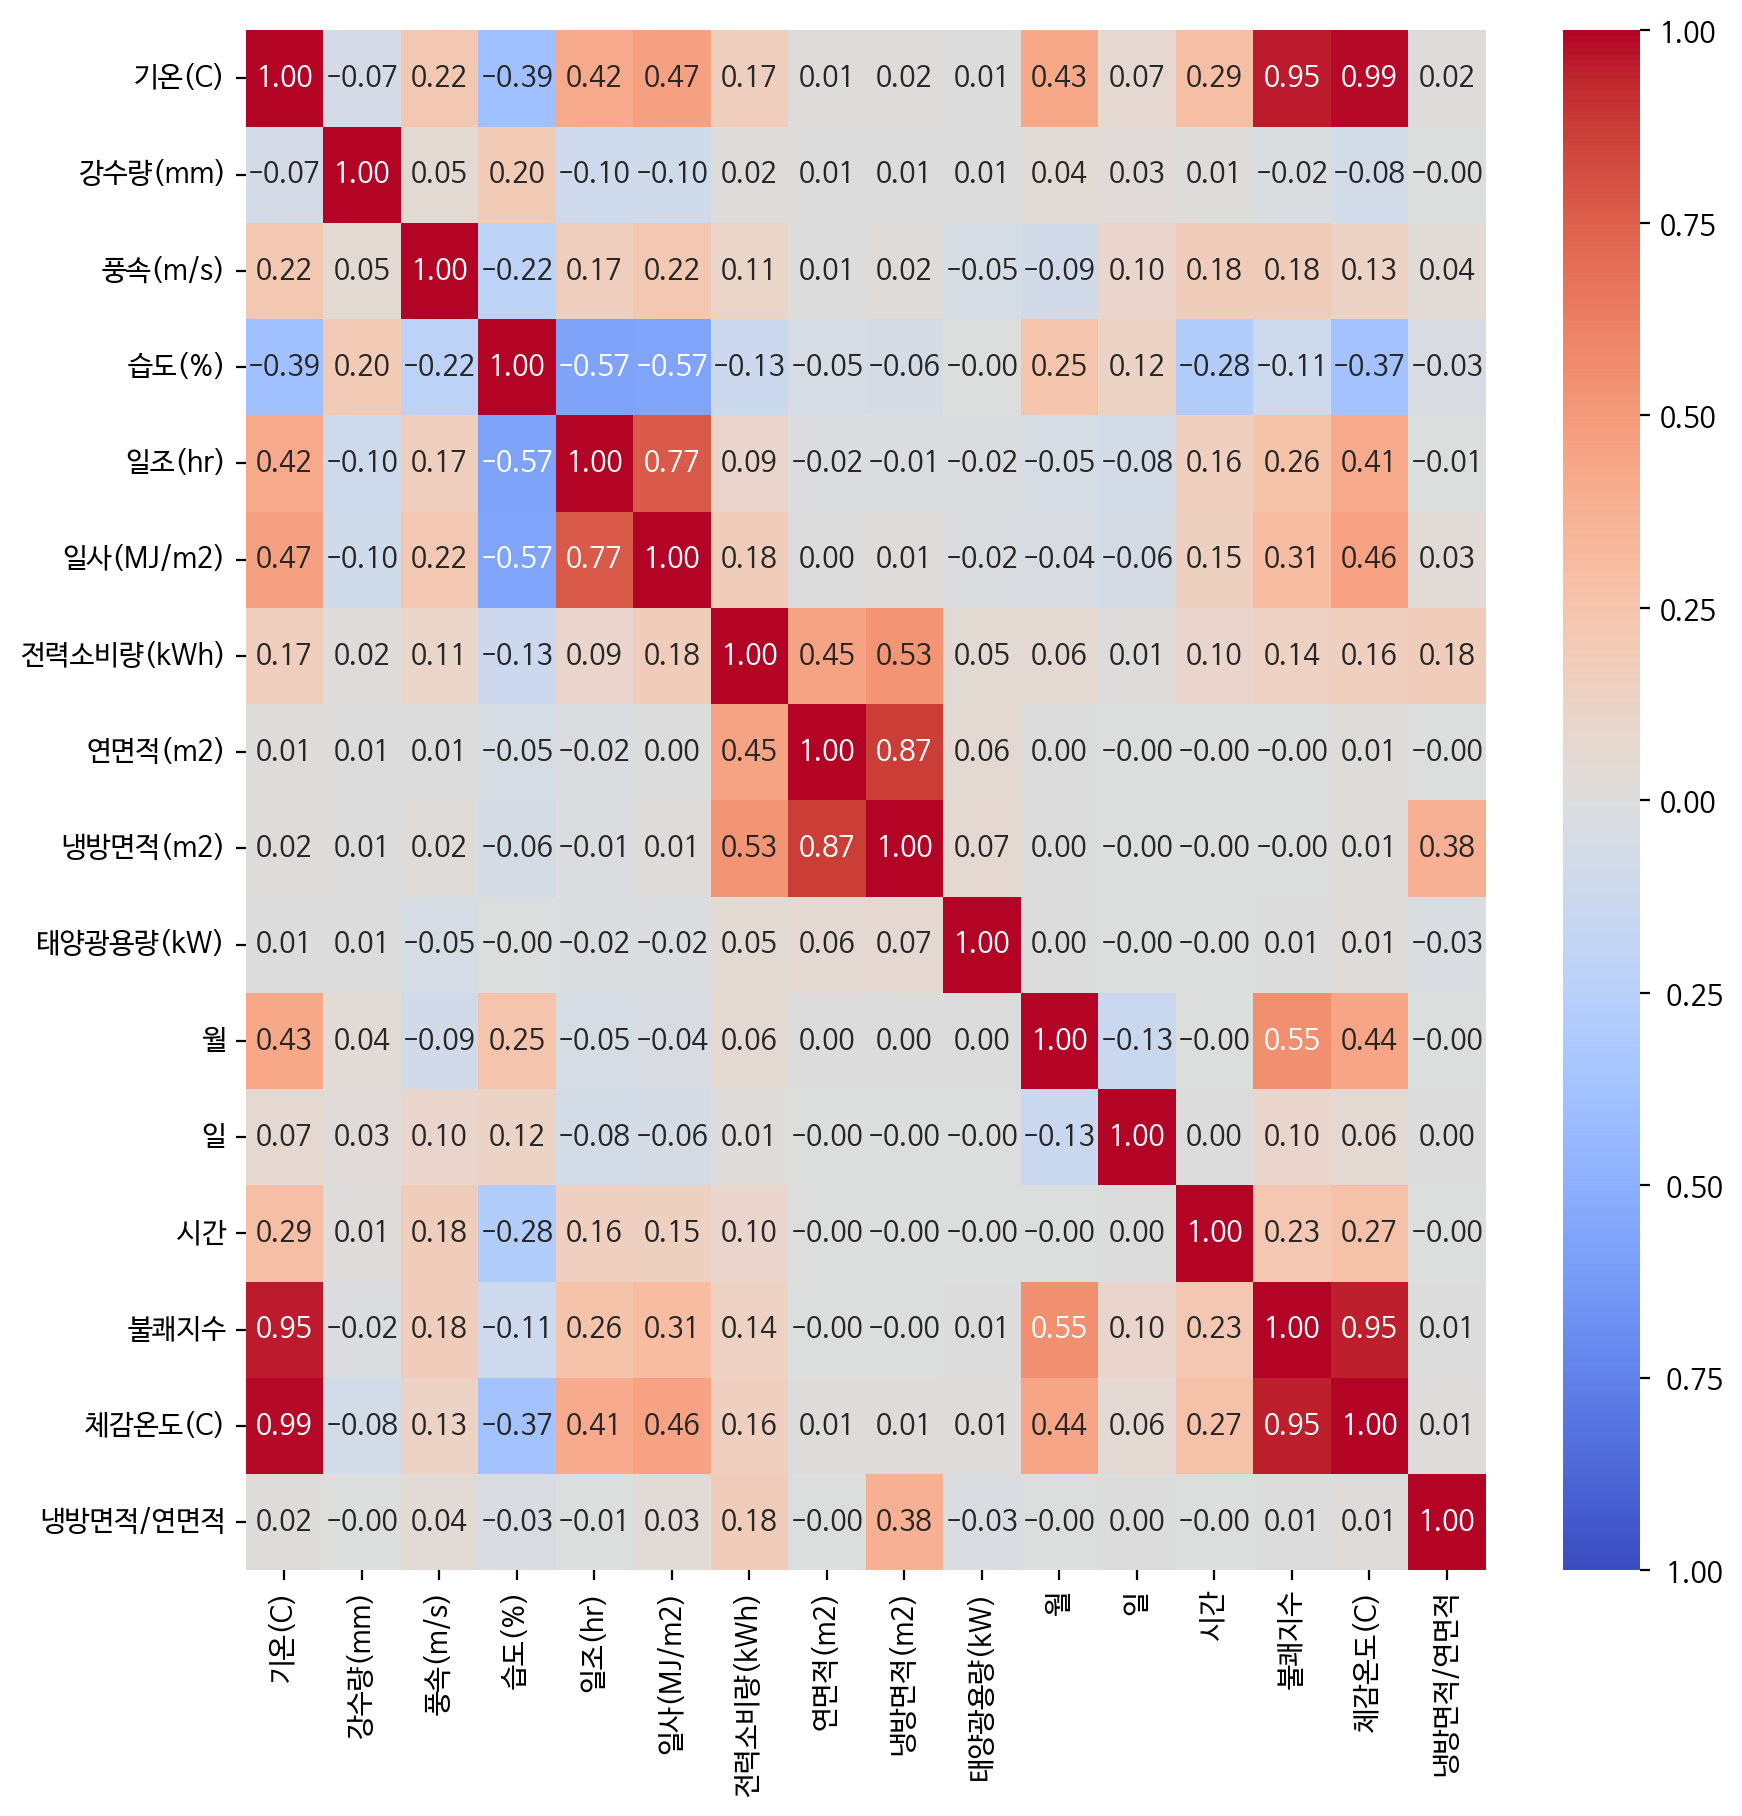 기온(C) 1.00 −0.07 0.22 −0.39 0.42 0.47 0.17 0.01 0.02 0.01 0.43 0.07 0.29 0.95 0.99 0.02
강수량(mm) −0.07 1.00 0.05 0.20 −0.10 −0.10 0.02 0.01 0.01 0.01 0.04 0.03 0.01 −0.02 −0.08 −0.00
풍속(m/s) 0.22 0.05 1.00 −0.22 0.17 0.22 0.11 0.01 0.02 −0.05 −0.09 0.10 0.18 0.18 0.13 0.04
습도(%) −0.39 0.20 −0.22 1.00 −0.57 −0.57 −0.13 −0.05 −0.06 −0.00 0.25 0.12 −0.28 −0.11 −0.37 −0.03
일조(hr) 0.42 −0.10 0.17 −0.57 1.00 0.77 0.09 −0.02 −0.01 −0.02 −0.05 −0.08 0.16 0.26 0.41 −0.01
일사(MJ/m2) 0.47 −0.10 0.22 −0.57 0.77 1.00 0.18 0.00 0.01 −0.02 −0.04 −0.06 0.15 0.31 0.46 0.03
전력소비량(kWh) 0.17 0.02 0.11 −0.13 0.09 0.18 1.00 0.45 0.53 0.05 0.06 0.01 0.10 0.14 0.16 0.18
연면적(m2) 0.01 0.01 0.01 −0.05 −0.02 0.00 0.45 1.00 0.87 0.06 0.00 −0.00 −0.00 −0.00 0.01 −0.00
냉방면적(m2) 0.02 0.01 0.02 −0.06 −0.01 0.01 0.53 0.87 1.00 0.07 0.00 −0.00 −0.00 −0.00 0.01 0.38
태양광용량(kW) 0.01 0.01 −0.05 −0.00 −0.02 −0.02 0.05 0.06 0.07 1.00 0.00 −0.00 −0.00 0.01 0.01 −0.03
월 0.43 0.04 −0.09 0.25 −0.05 −0.04 0.06 0.00 0.00 0.00 1.00 −0.13 −0.00 0.55 0.44 −0.00
일 0.07 0.03 0.10 0.12 −0.08 −0.06 0.01 −0.00 −0.00 −0.00 −0.13 1.00 0.00 0.10 0.06 0.00
시간 0.29 0.01 0.18 −0.28 0.16 0.15 0.10 −0.00 −0.00 −0.00 −0.00 0.00 1.00 0.23 0.27 −0.00
불쾌지수 0.95 −0.02 0.18 −0.11 0.26 0.31 0.14 −0.00 −0.00 0.01 0.55 0.10 0.23 1.00 0.95 0.01
체감온도(C) 0.99 −0.08 0.13 −0.37 0.41 0.46 0.16 0.01 0.01 0.01 0.44 0.06 0.27 0.95 1.00 0.01
냉방면적/연면적 0.02 −0.00 0.04 −0.03 −0.01 0.03 0.18 −0.00 0.38 −0.03 −0.00 0.00 −0.00 0.01 0.01 1.00
기온(C)
강수량(mm)
풍속(m/s)
습도(%)
일조(hr)
일사(MJ/m2)
전력소비량(kWh)
연면적(m2)
냉방면적(m2)
태양광용량(kW)
월
일
시간
불쾌지수
체감온도(C)
냉방면적/연면적
1.00
0.75
0.50
0.25
0.00
0.25
0.50
0.75
1.00